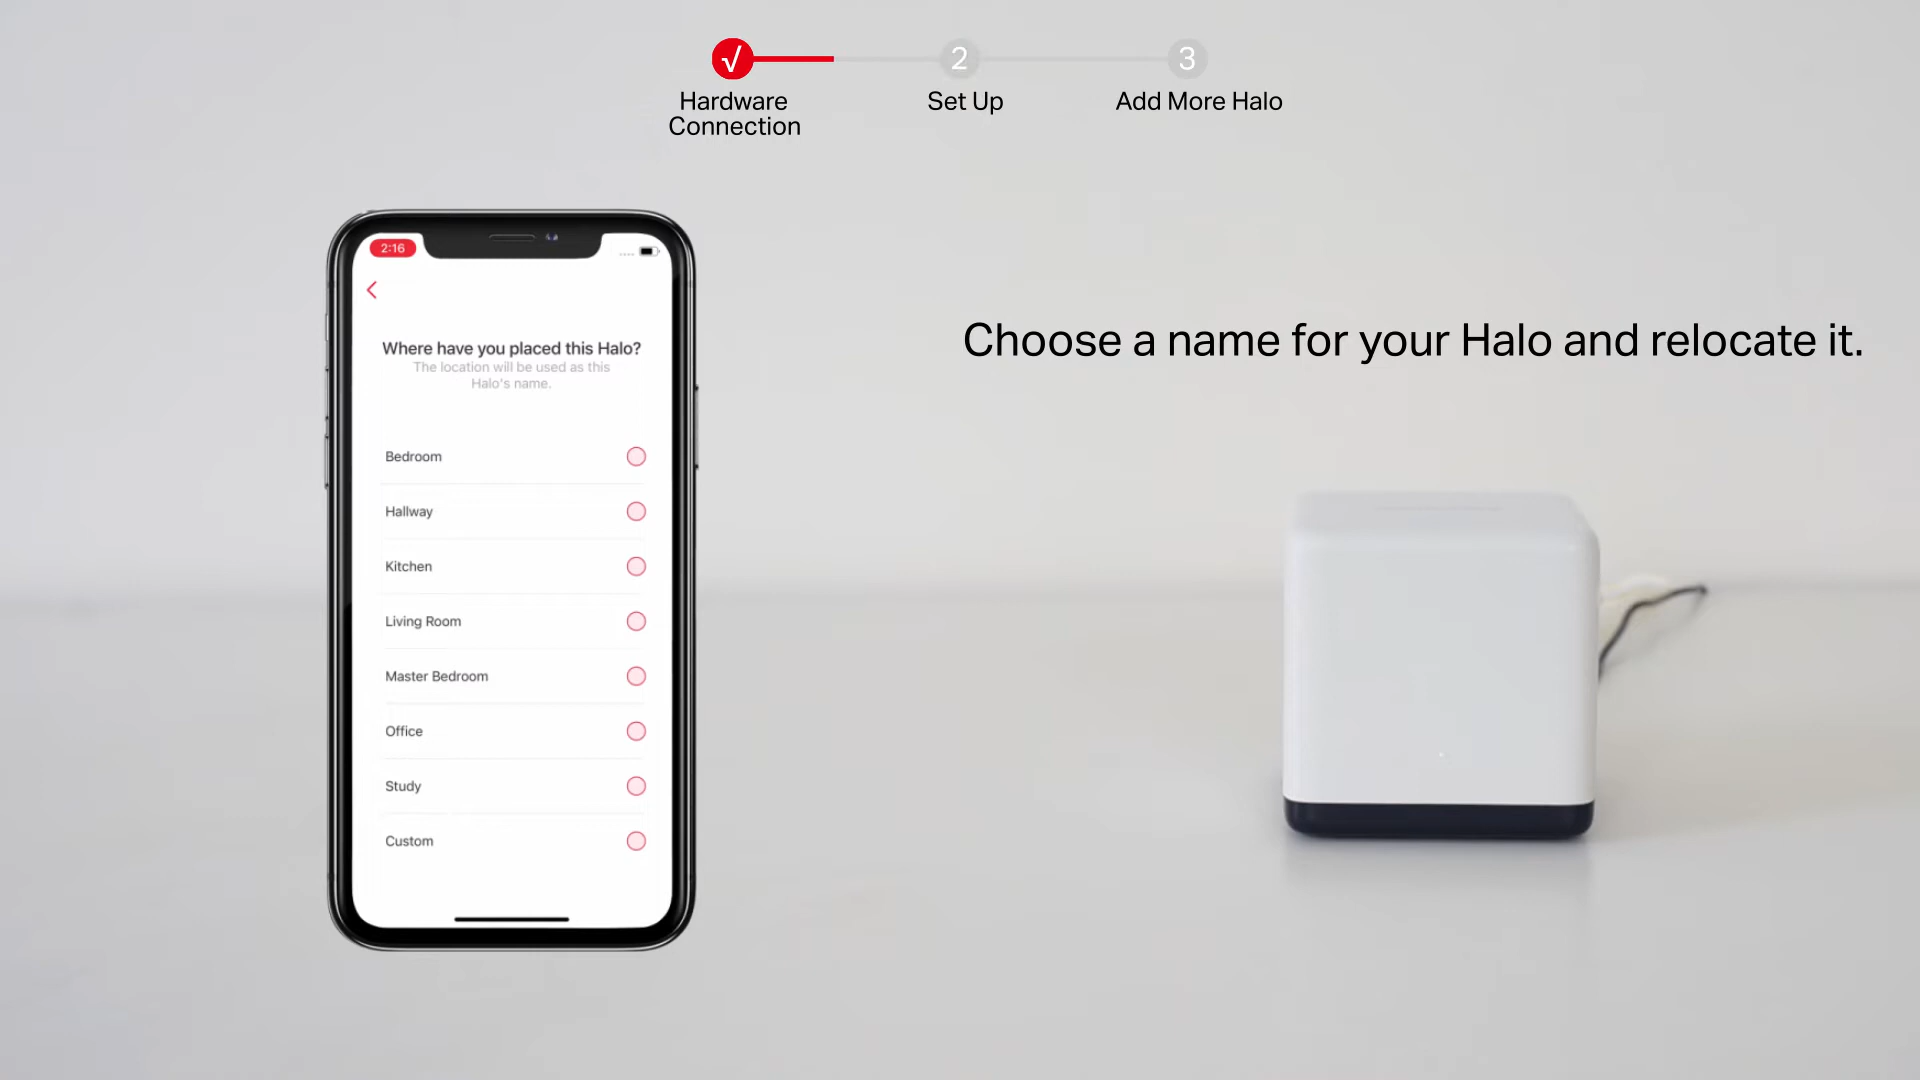 √
2
3
Hardware
Connection
Set Up
Add More Halo
2:16
Where have you placed this Halo?
The location will be used as this
Halo's name.
Bedroom
Hallway
Kitchen
Living Room
Master Bedroom
Office
Study
Custom
Choose a name for your Halo and relocate it.